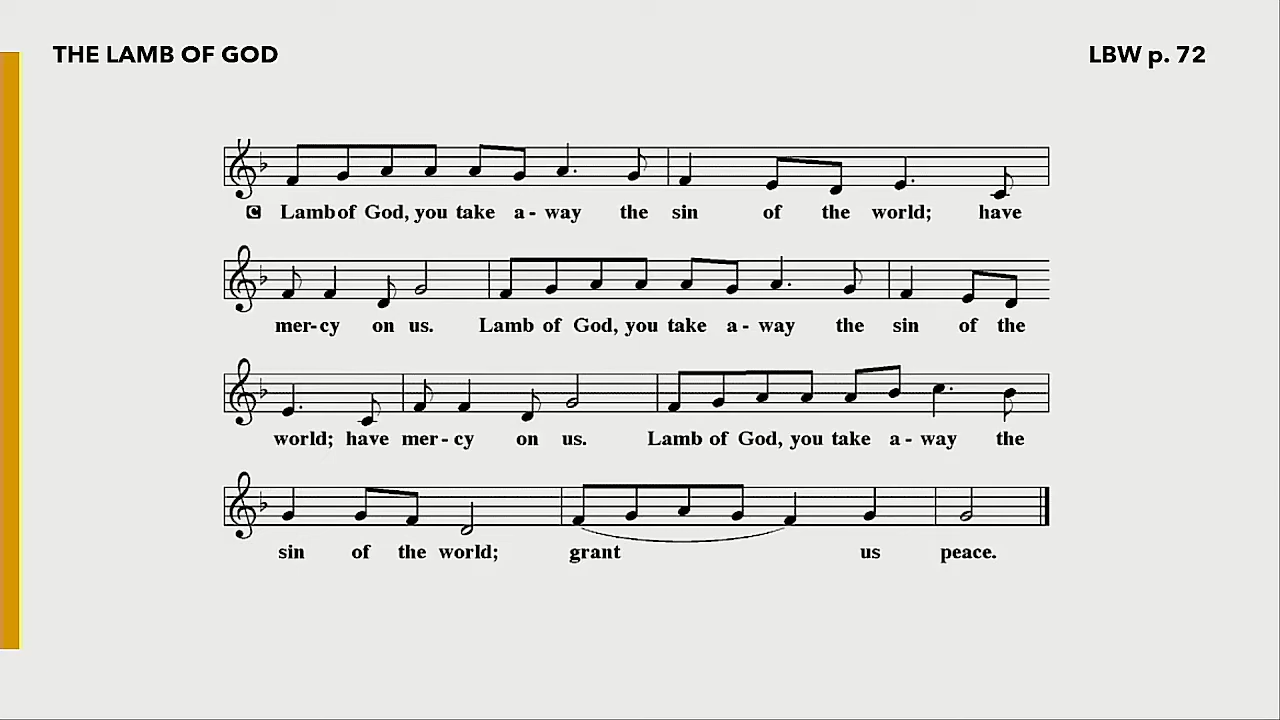 THE LAMB OF GOD
LBW p. 72
C Lamb of God, you take a - way the sin of the world; have
mer - cy on us. Lamb of God, you take a - way the sin of the
world; have mer - cy on us. Lamb of God, you take a - way the
sin of the world; grant us peace.